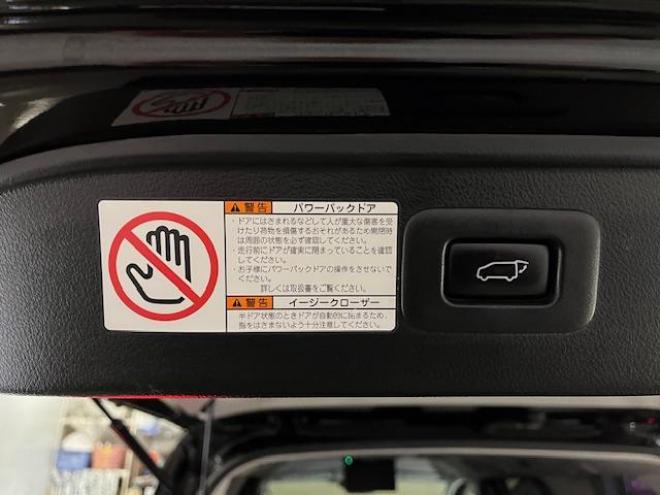 警告 パワーバックドア
・ドアにはさまれるなどして人が重大な傷害を受
けたり荷物を損傷するおそれがあるため開閉時
は周囲の状態を必ず確認してください。
・走行前にドアが確実に閉まっていることを確認
してください。
・お子様にパワーバックドアの操作をさせないで
ください。
詳しくは取扱書をご覧ください。
警告 イージークローザー
半ドア状態のときドアが自動的に閉まるため、
指をはさまないよう十分注意してください。